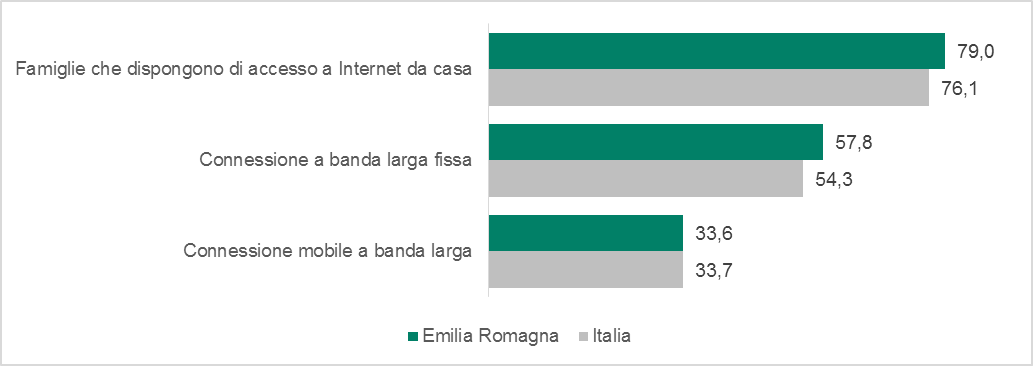 Famiglie che dispongono di accesso a Internet da casa
79,0
76,1
Connessione a banda larga fissa
57,8
54,3
Connessione mobile a banda larga
33,6
33,7
Emilia Romagna
Italia